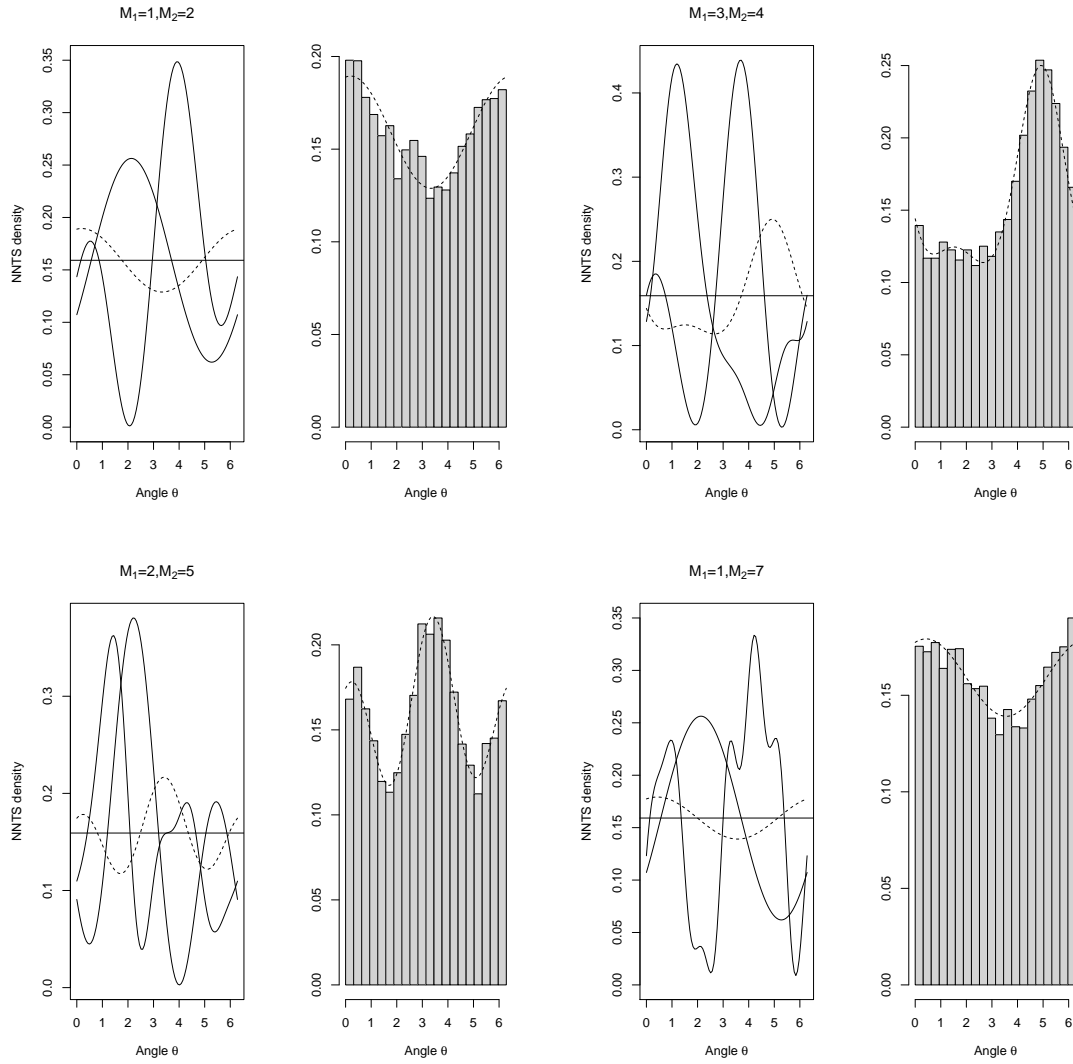 M₁=1,M₂=2
NNTS density
0.00 0.05 0.10 0.15 0.20 0.25 0.30 0.35
0 1 2 3 4 5 6
Angle θ
0.00 0.05 0.10 0.15 0.20
0 1 2 3 4 5 6
Angle θ
M₁=3,M₂=4
NNTS density
0.0 0.1 0.2 0.3 0.4
0 1 2 3 4 5 6
Angle θ
0.00 0.05 0.10 0.15 0.20 0.25
0 1 2 3 4 5 6
Angle θ
M₁=2,M₂=5
NNTS density
0.0 0.1 0.2 0.3
0 1 2 3 4 5 6
Angle θ
0.00 0.05 0.10 0.15 0.20
0 1 2 3 4 5 6
Angle θ
M₁=1,M₂=7
NNTS density
0.00 0.05 0.10 0.15 0.20 0.25 0.30 0.35
0 1 2 3 4 5 6
Angle θ
0.00 0.05 0.10 0.15
0 1 2 3 4 5 6
Angle θ